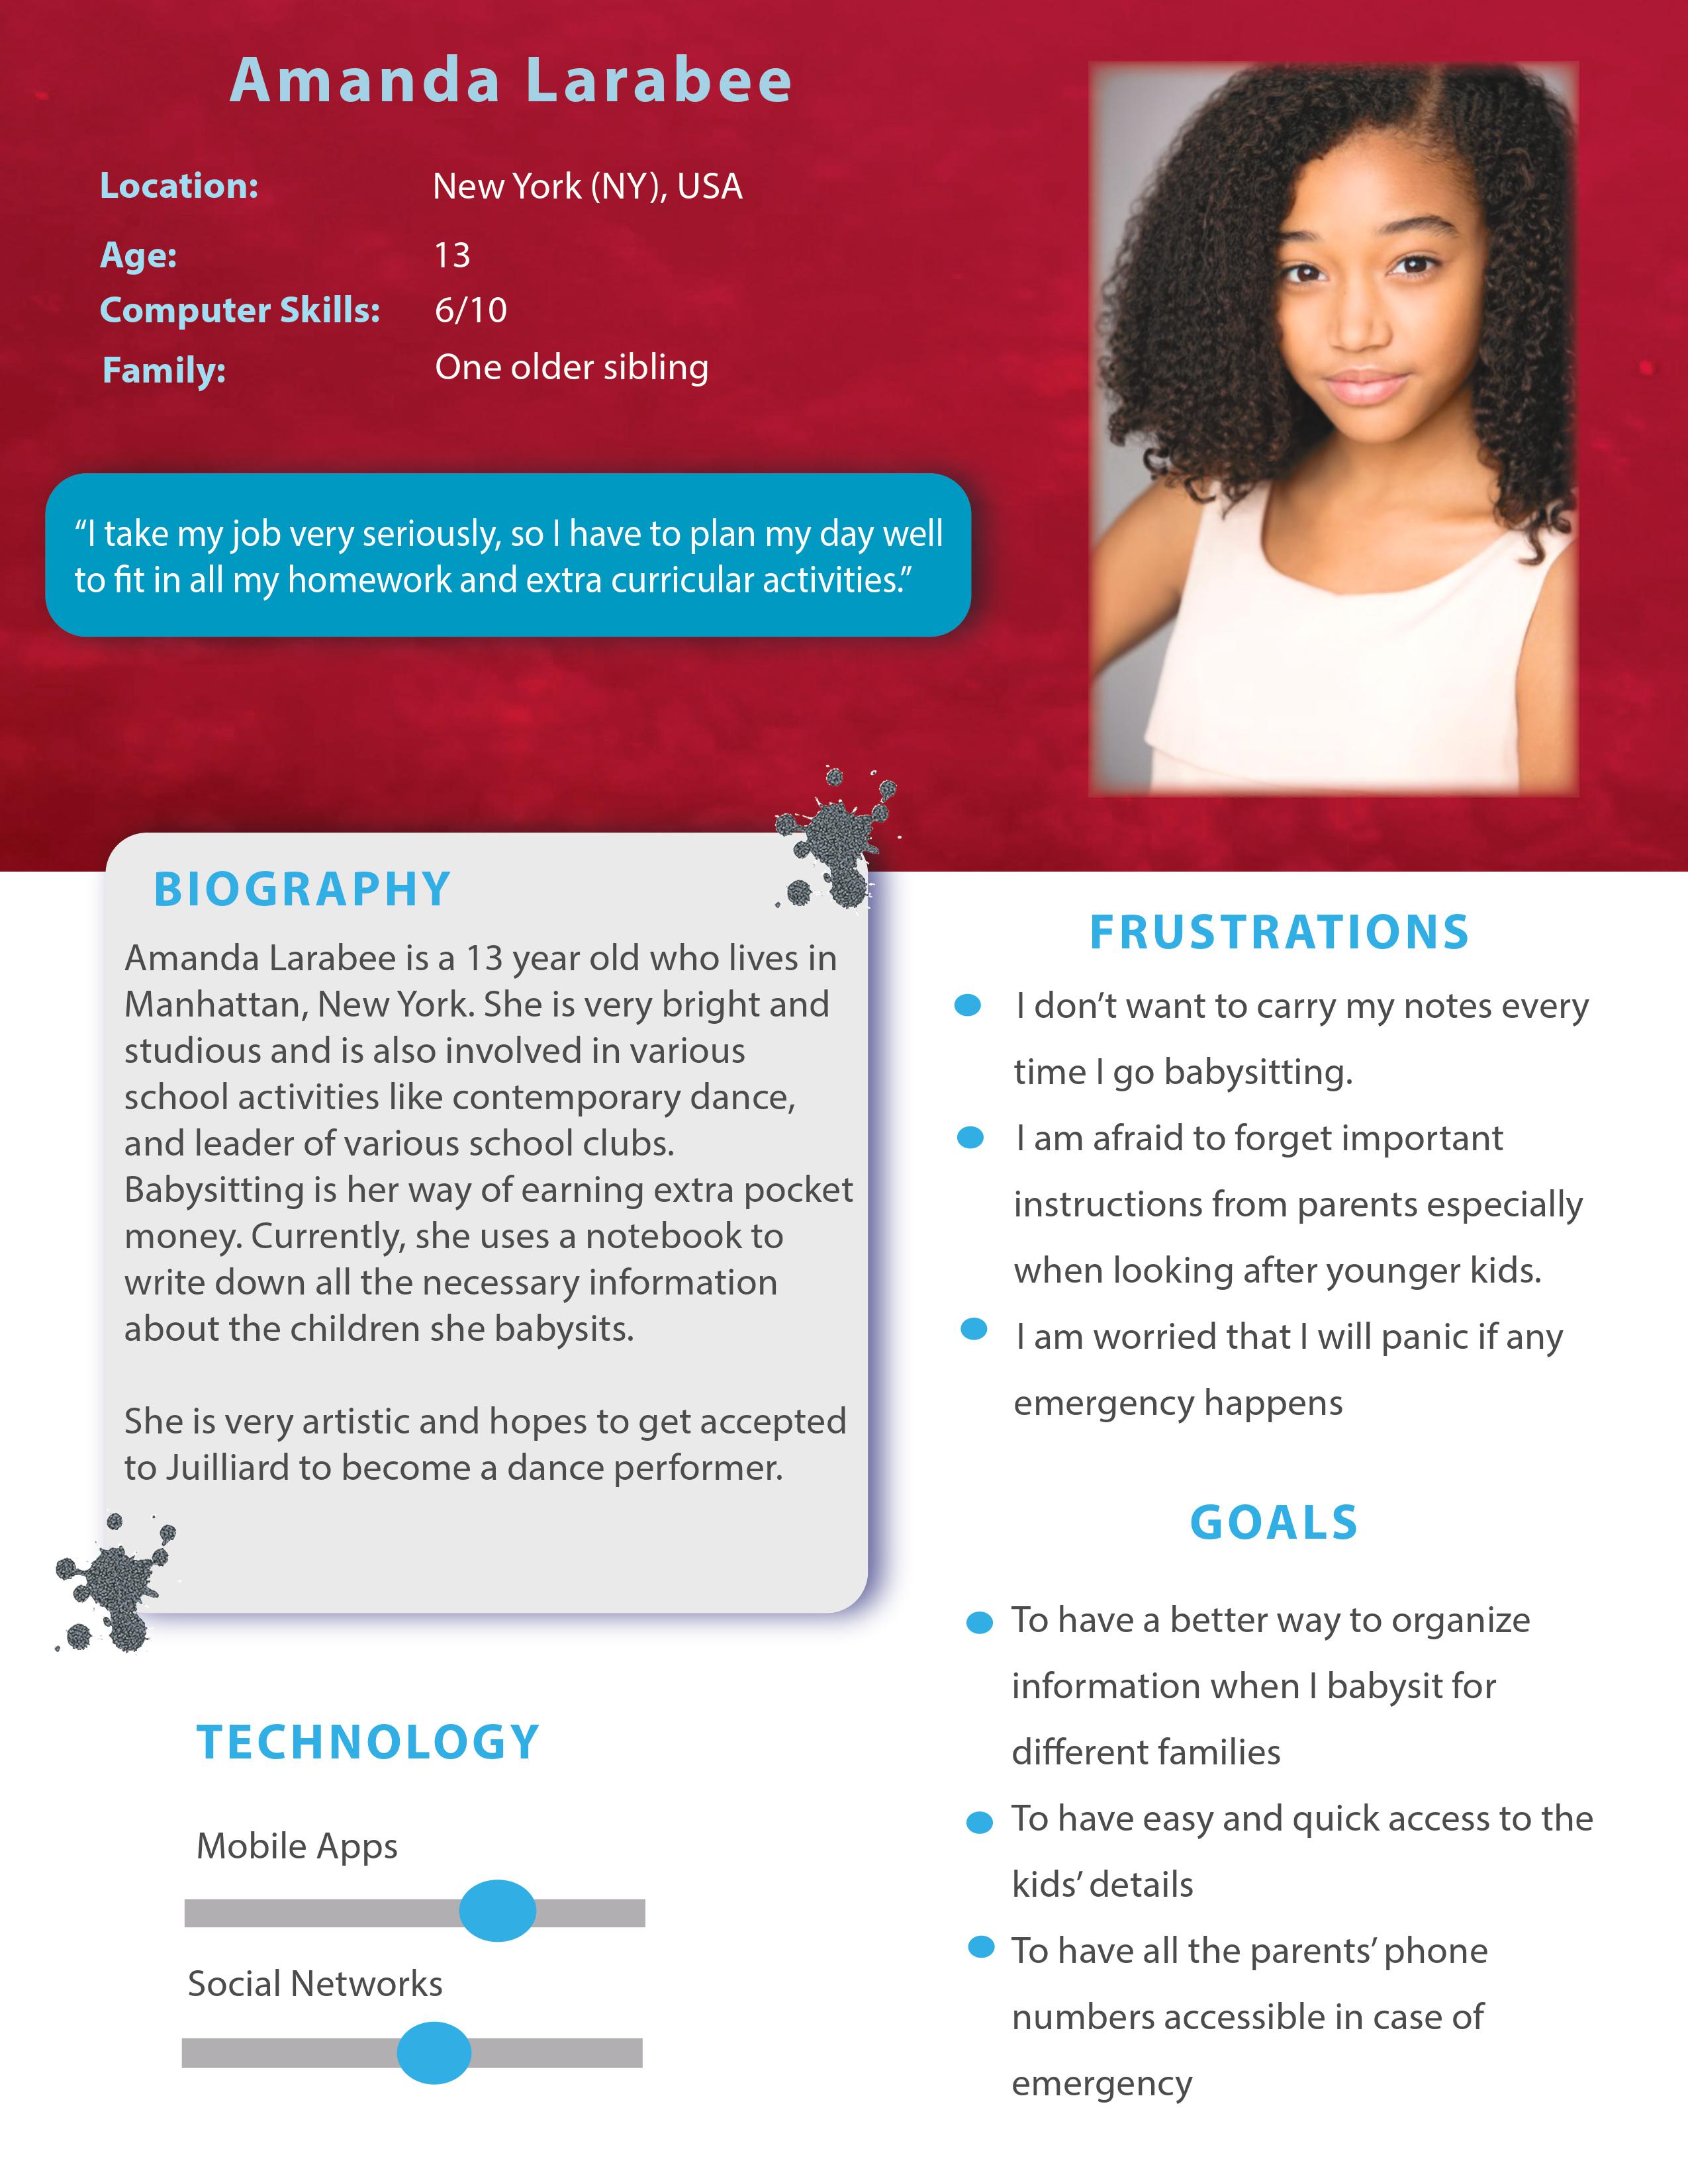 Amanda Larabee
Location: New York (NY), USA
Age: 13
Computer Skills: 6/10
Family: One older sibling
“I take my job very seriously, so I have to plan my day well
to fit in all my homework and extra curricular activities.”
BIOGRAPHY
Amanda Larabee is a 13 year old who lives in
Manhattan, New York. She is very bright and
studious and is also involved in various
school activities like contemporary dance,
and leader of various school clubs.
Babysitting is her way of earning extra pocket
money. Currently, she uses a notebook to
write down all the necessary information
about the children she babysits.
She is very artistic and hopes to get accepted
to Juilliard to become a dance performer.
TECHNOLOGY
Mobile Apps
Social Networks
FRUSTRATIONS
I don’t want to carry my notes every
time I go babysitting.
I am afraid to forget important
instructions from parents especially
when looking after younger kids.
I am worried that I will panic if any
emergency happens
GOALS
To have a better way to organize
information when I babysit for
different families
To have easy and quick access to the
kids’ details
To have all the parents’ phone
numbers accessible in case of
emergency